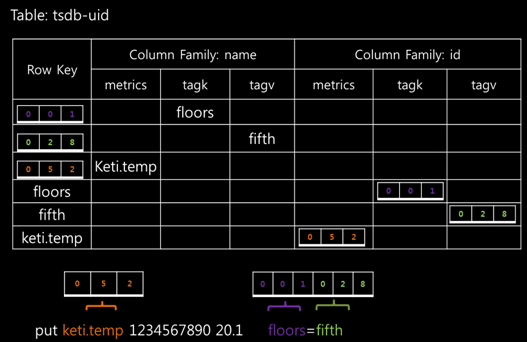 Table: tsdb-uid
Row Key Column Family: name Column Family: id
metrics tagk tagv metrics tagk tagv
0 0 1 floors
0 2 8 fifth
0 5 2 Keti.temp
floors 0 0 1
fifth 0 2 8
keti.temp 0 5 2
0 5 2 0 0 1 0 2 8
put keti.temp 1234567890 20.1 floors=fifth